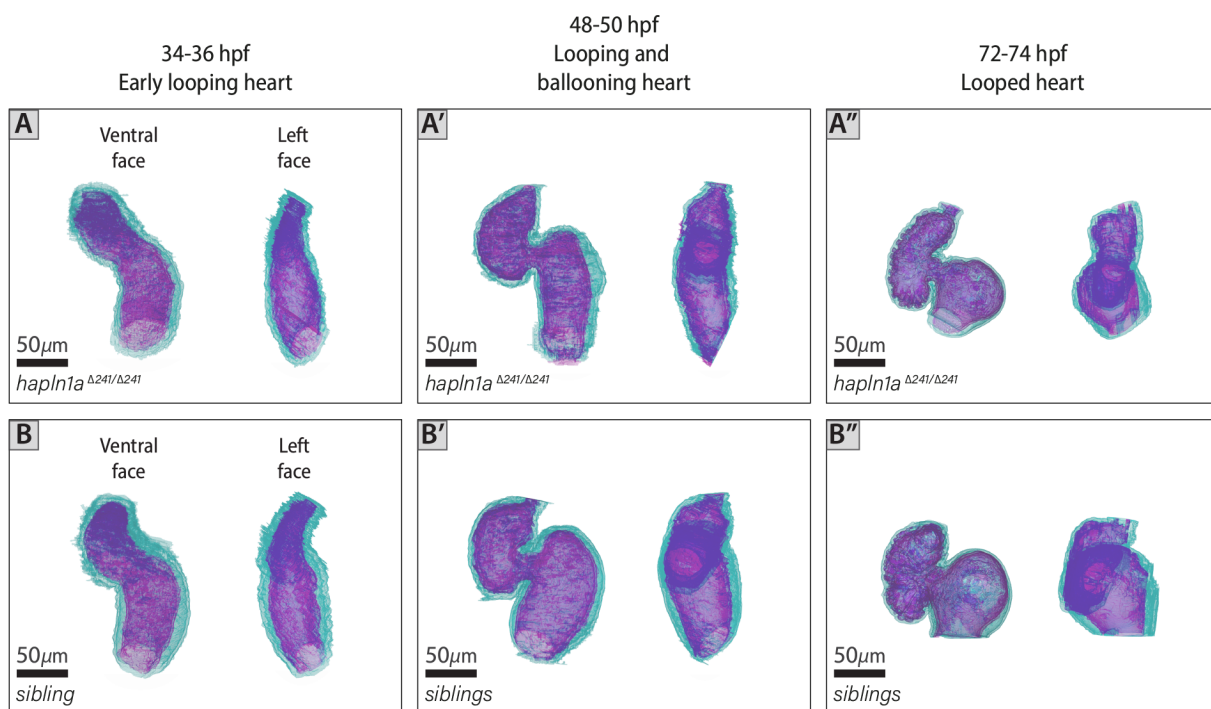 34-36 hpf
Early looping heart
48-50 hpf
Looping and
ballooning heart
72-74 hpf
Looped heart
A
Ventral
face
Left
face
50µm
hapln1a Δ241/Δ241
A'
50µm
hapln1a Δ241/Δ241
A"
50µm
hapln1a Δ241/Δ241
B
Ventral
face
Left
face
50µm
sibling
B'
50µm
siblings
B"
50µm
siblings